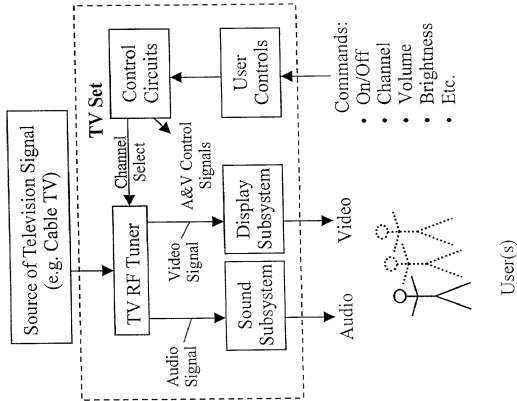 Source of Television Signal
(e.g. Cable TV)
TV Set
TV RF Tuner
Channel
Select
Control
Circuits
A&V Control
Signals
Audio
Signal
Video
Signal
Sound
Subsystem
Display
Subsystem
User
Controls
Audio
Video
Commands:
• On/Off
• Channel
• Volume
• Brightness
• Etc.
User(s)